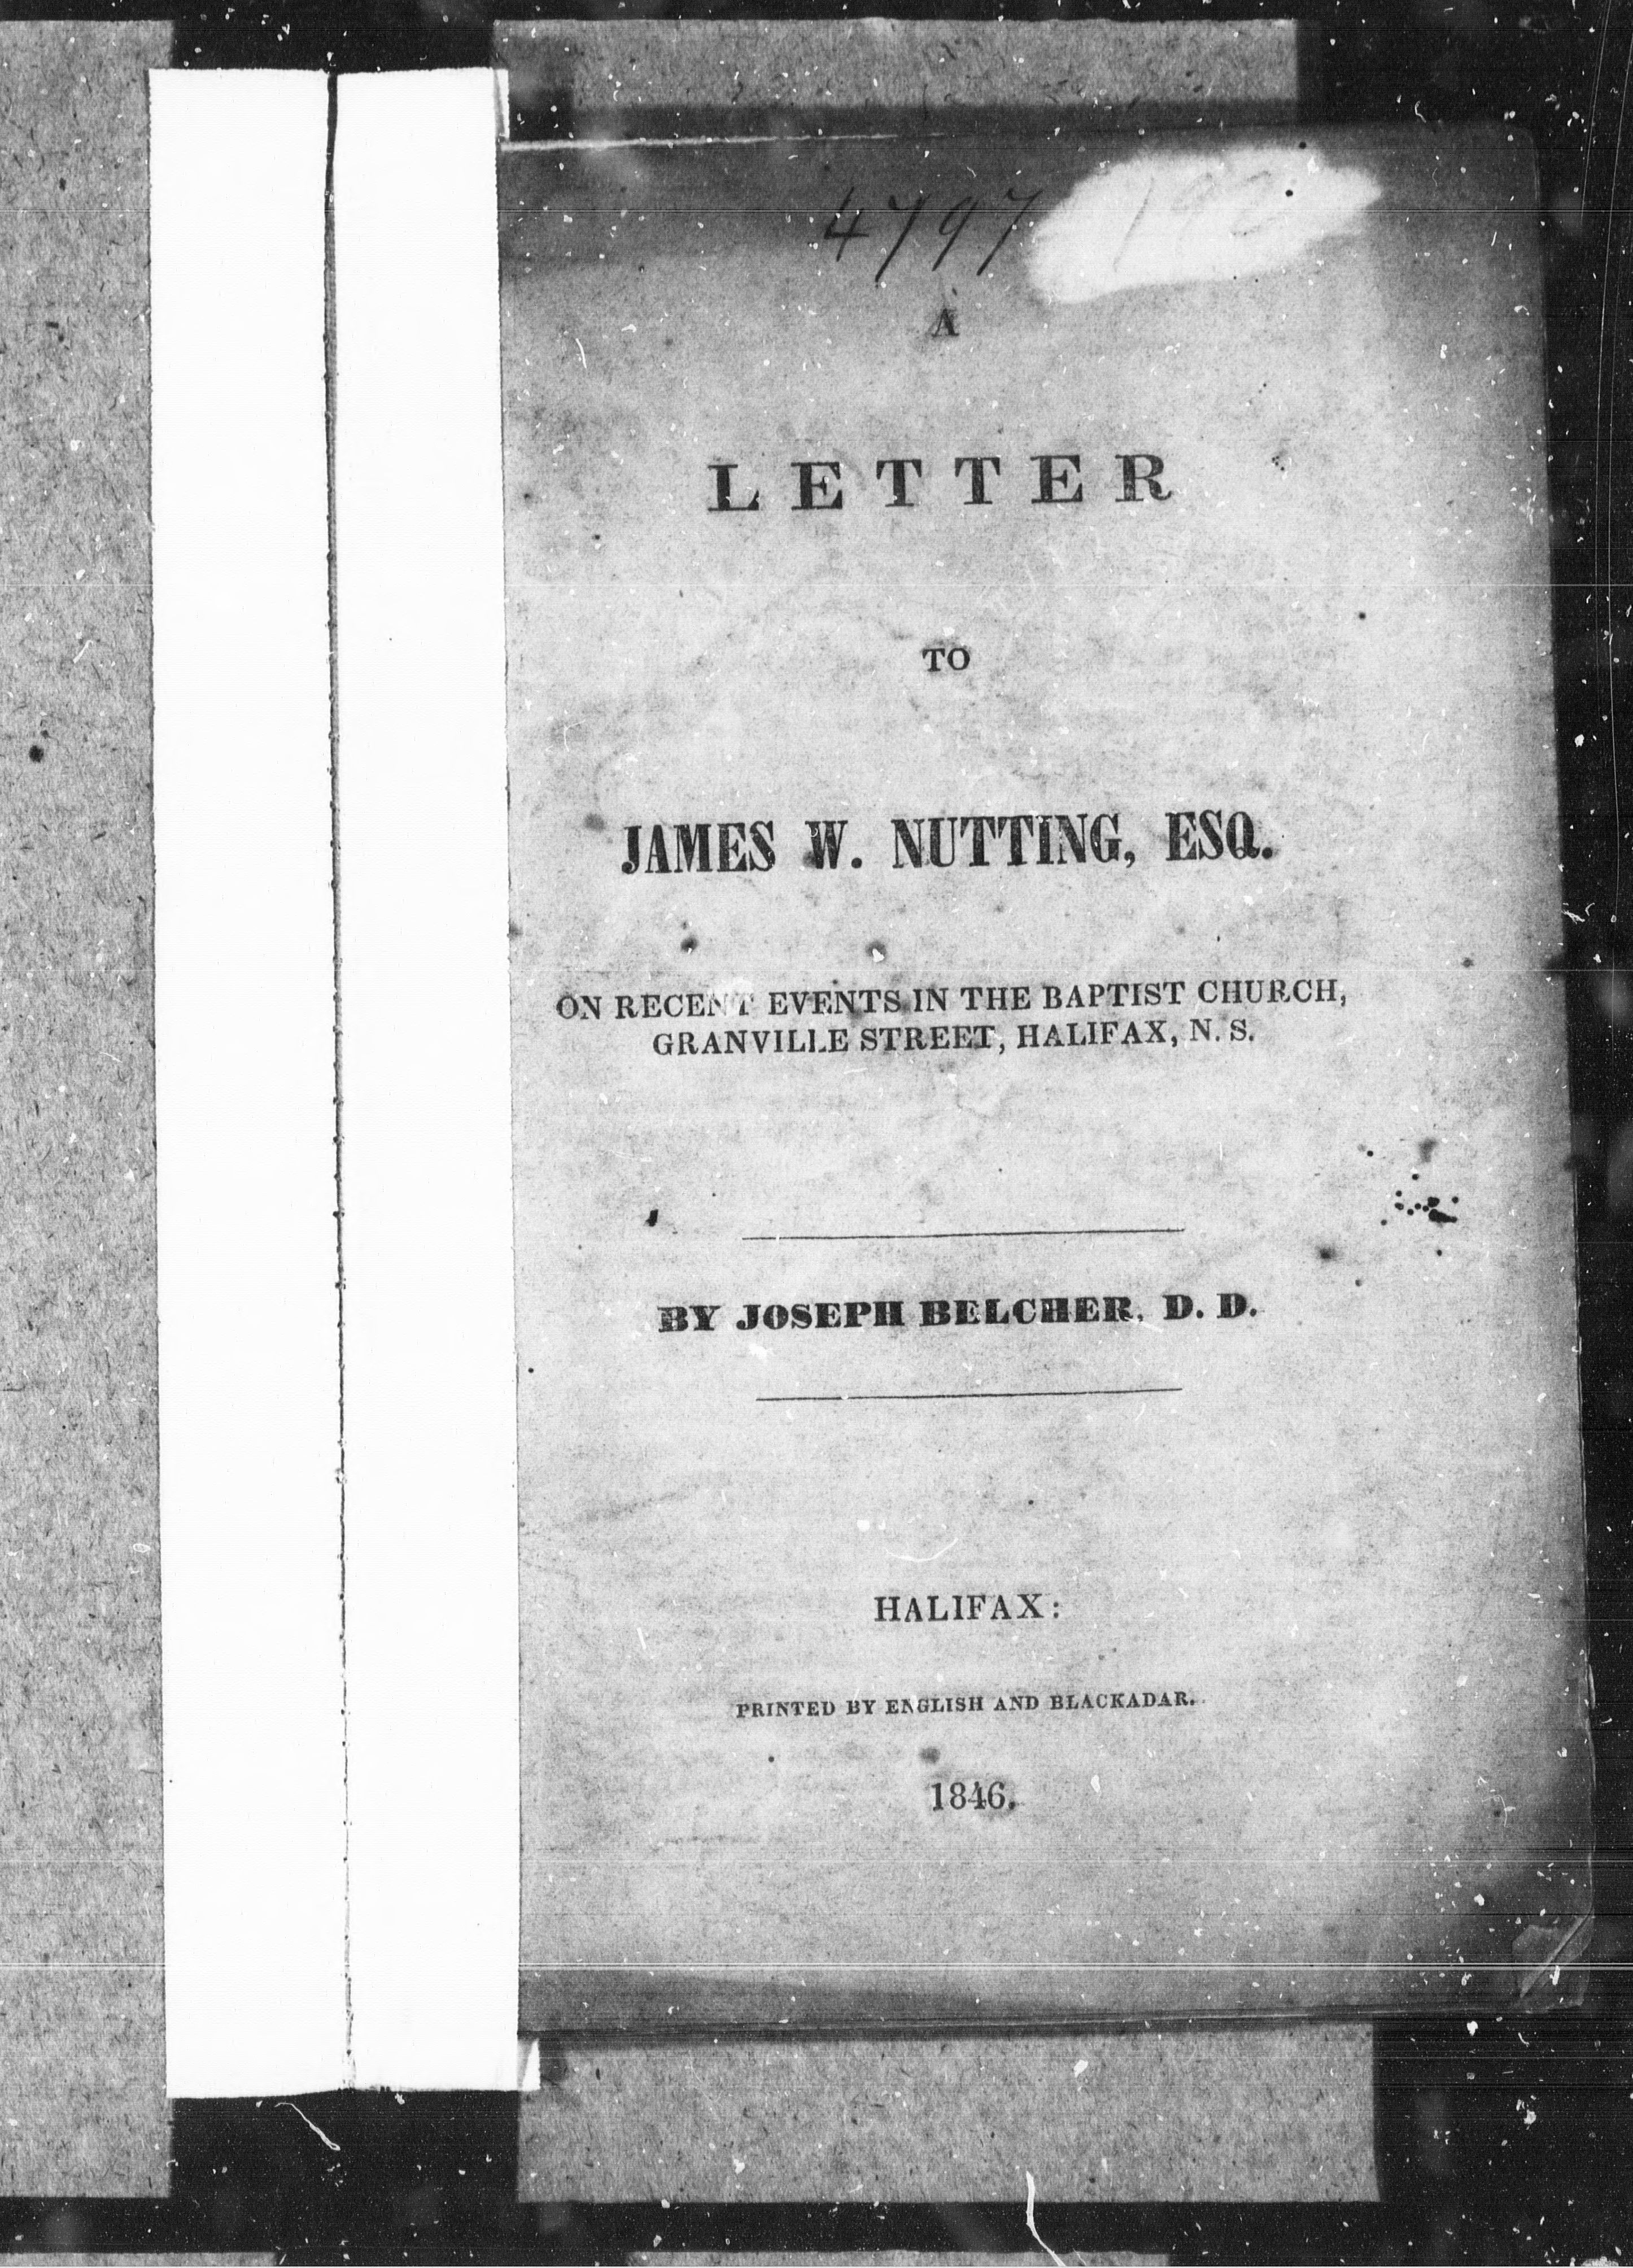 4797
A
LETTER
TO
JAMES W. NUTTING, ESQ.
ON RECENT EVENTS IN THE BAPTIST CHURCH,
GRANVILLE STREET, HALIFAX, N. S.
BY JOSEPH BELCHER, D. D.
HALIFAX:
PRINTED BY ENGLISH AND BLACKADAR.
1846.